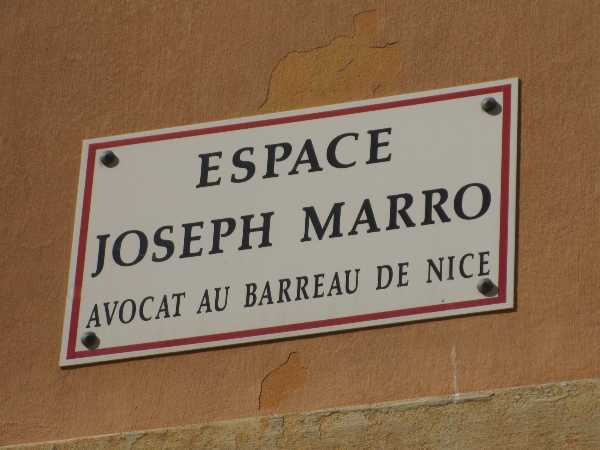 ESPACE
JOSEPH MARRO
AVOCAT AU BARREAU DE NICE